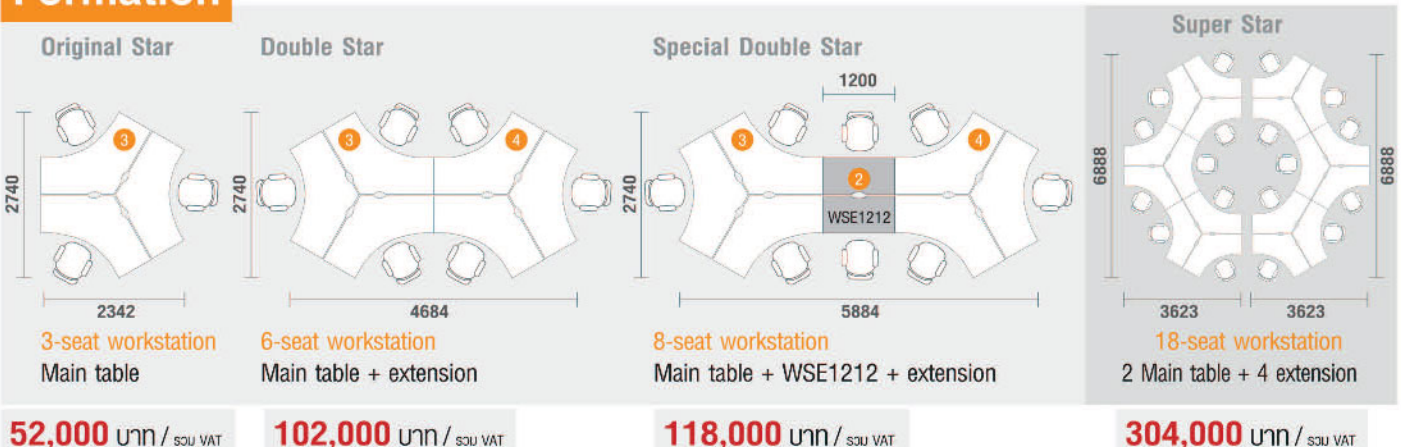 Formation
Original Star
Double Star
Special Double Star
Super Star
1200
3
3
4
3
4
2
WSE1212
2740
2740
2740
6888
6888
2342
4684
5884
3623
3623
3-seat workstation
Main table
6-seat workstation
Main table + extension
8-seat workstation
Main table + WSE1212 + extension
18-seat workstation
2 Main table + 4 extension
52,000 บาท / รวม VAT
102,000 บาท / รวม VAT
118,000 บาท / รวม VAT
304,000 บาท / รวม VAT